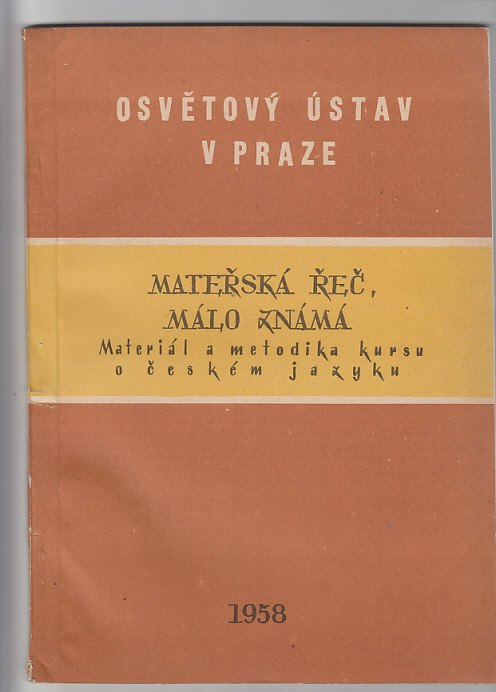 OSVĚTOVÝ ÚSTAV
V PRAZE
MATEŘSKÁ ŘEČ,
MÁLO ZNÁMÁ
Materiál a metodika kursu
o českém jazyku
1958